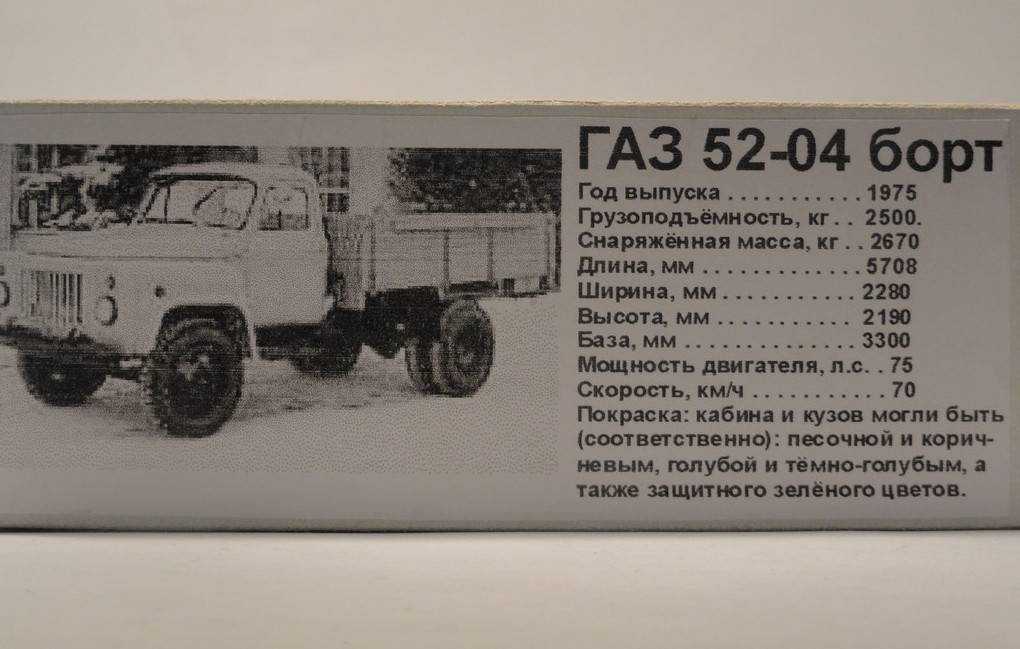 ГАЗ 52-04 борт
Год выпуска ........... 1975
Грузоподъёмность, кг .. 2500.
Снаряжённая масса, кг .. 2670
Длина, мм ............. 5708
Ширина, мм ........... 2280
Высота, мм ........... 2190
База, мм .............. 3300
Мощность двигателя, л.с. . 75
Скорость, км/ч ........... 70
Покраска: кабина и кузов могли быть
(соответственно): песочной и корич-
невым, голубой и тёмно-голубым, а
также защитного зелёного цветов.